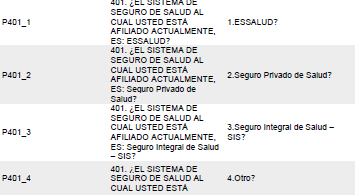 401. ¿EL SISTEMA DE
SEGURO DE SALUD AL
P401_1 CUAL USTED ESTÁ 1.ESSALUD?
AFILIADO ACTUALMENTE,
ES: ESSALUD?
401. ¿EL SISTEMA DE
SEGURO DE SALUD AL
CUAL USTED ESTÁ
P401_2 AFILIADO ACTUALMENTE, 2.Seguro Privado de Salud?
ES: Seguro Privado de
Salud?
401. ¿EL SISTEMA DE
SEGURO DE SALUD AL
P401_3 CUAL USTED ESTÁ 3.Seguro Integral de Salud –
AFILIADO ACTUALMENTE, SIS?
ES: Seguro Integral de Salud
– SIS?
401. ¿EL SISTEMA DE
P401_4 SEGURO DE SALUD AL 4.Otro?
CUAL USTED ESTÁ